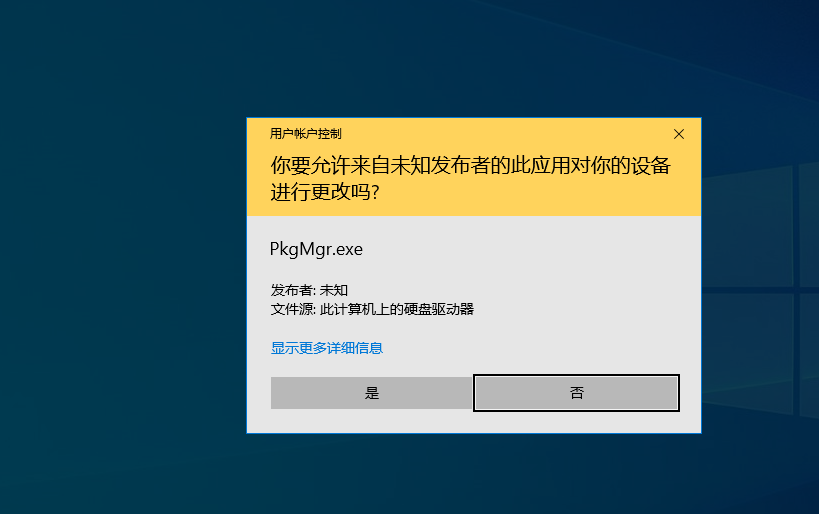 用户帐户控制
你要允许来自未知发布者的此应用对你的设备
进行更改吗?
PkgMgr.exe
发布者: 未知
文件源: 此计算机上的硬盘驱动器
显示更多详细信息
是
否